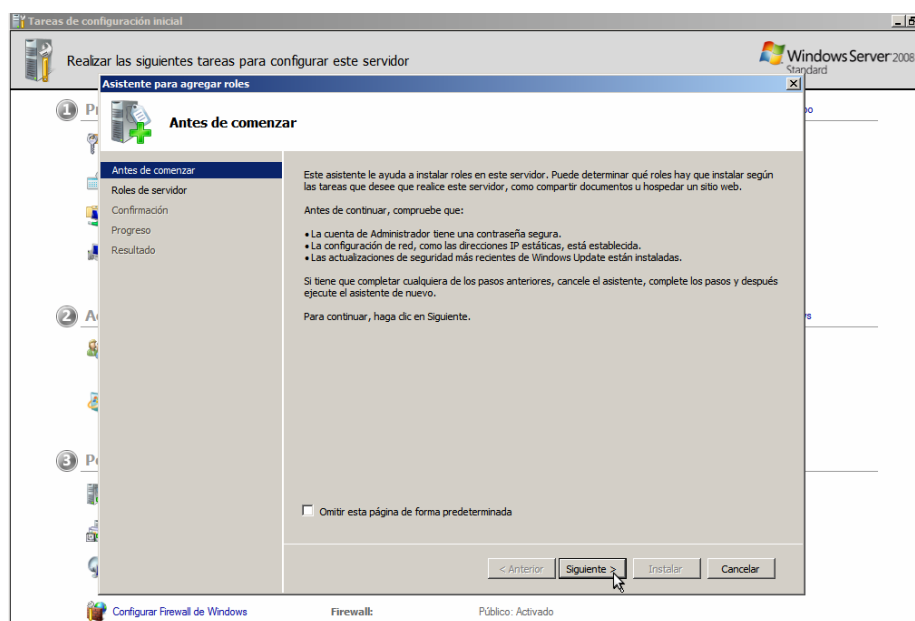 Tareas de configuración inicial
Realizar las siguientes tareas para configurar este servidor
Windows Server 2008
Standard
Asistente para agregar roles
Antes de comenzar
Antes de comenzar
Roles de servidor
Confirmación
Progreso
Resultado
Este asistente le ayuda a instalar roles en este servidor. Puede determinar qué roles hay que instalar según
las tareas que desee que realice este servidor, como compartir documentos u hospedar un sitio web.
Antes de continuar, compruebe que:
• La cuenta de Administrador tiene una contraseña segura.
• La configuración de red, como las direcciones IP estáticas, está establecida.
• Las actualizaciones de seguridad más recientes de Windows Update están instaladas.
Si tiene que completar cualquiera de los pasos anteriores, cancele el asistente, complete los pasos y después
ejecute el asistente de nuevo.
Para continuar, haga clic en Siguiente.
Omitir esta página de forma predeterminada
< Anterior Siguiente > Instalar Cancelar
1
2
3
Configurar Firewall de Windows Firewall: Público: Activado